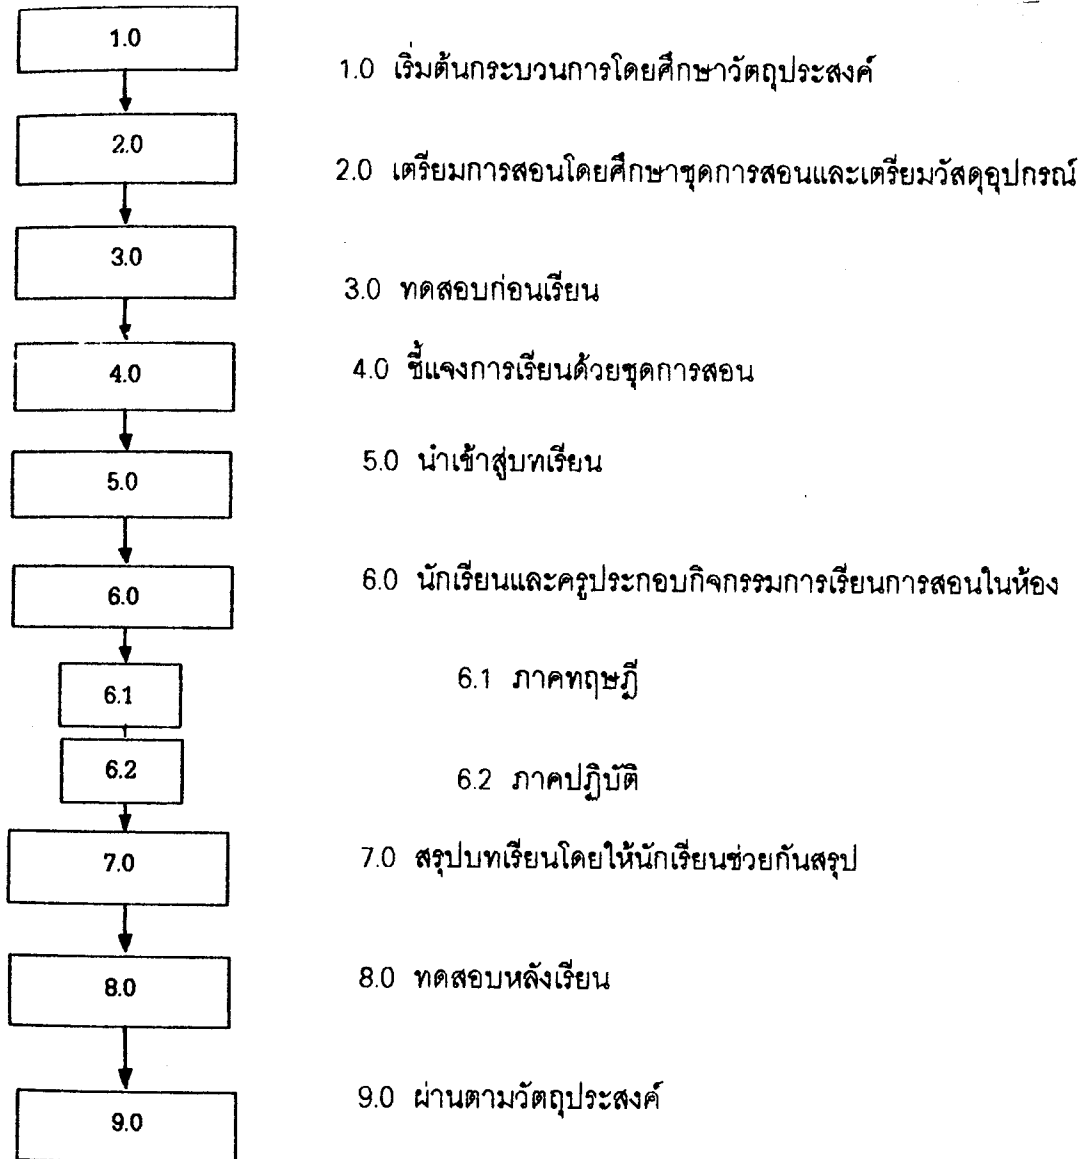 1.0
1.0 เริ่มต้นกระบวนการโดยศึกษาวัตถุประสงค์
2.0
2.0 เตรียมการสอนโดยศึกษาชุดการสอนและเตรียมวัสดุอุปกรณ์
3.0
3.0 ทดสอบก่อนเรียน
4.0
4.0 ชี้แจงการเรียนด้วยชุดการสอน
5.0
5.0 นำเข้าสู่บทเรียน
6.0
6.0 นักเรียนและครูประกอบกิจกรรมการเรียนการสอนในห้อง
6.1
6.1 ภาคทฤษฎี
6.2
6.2 ภาคปฏิบัติ
7.0
7.0 สรุปบทเรียนโดยให้นักเรียนช่วยกันสรุป
8.0
8.0 ทดสอบหลังเรียน
9.0
9.0 ผ่านตามวัตถุประสงค์